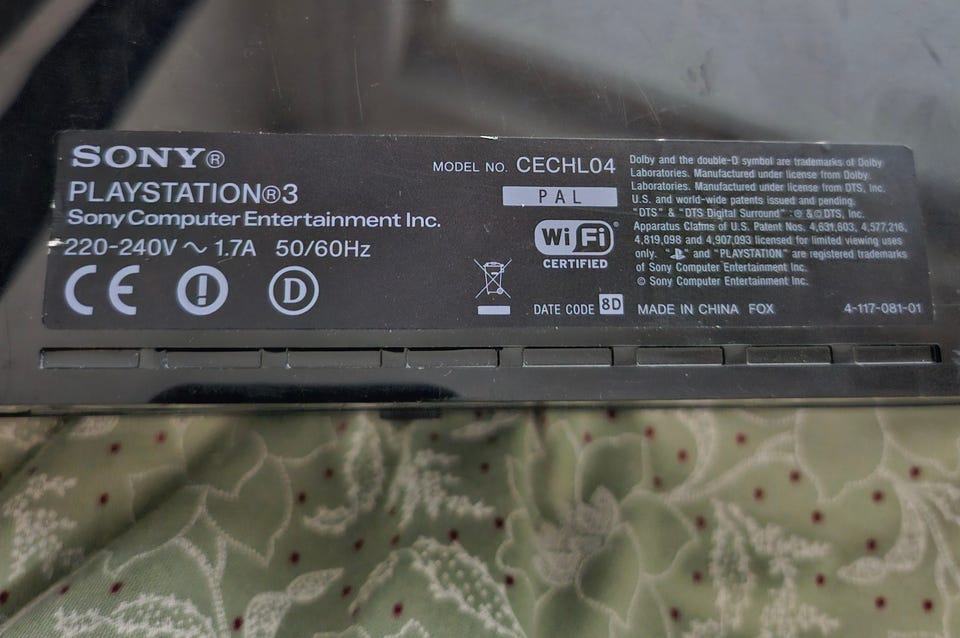 SONY®
PLAYSTATION®3
Sony Computer Entertainment Inc.
220-240V ~ 1.7A 50/60Hz
CE D
MODEL NO. CECHL04
PAL
Wi Fi ®
CERTIFIED
DATE CODE 8D MADE IN CHINA FOX
Dolby and the double-D symbol are trademarks of Dolby
Laboratories. Manufactured under license from Dolby
Laboratories. Manufactured under license from DTS, Inc.
U.S. and world-wide patents issued and pending.
"DTS" & "DTS Digital Surround" : ® & © DTS, Inc.
Apparatus Claims of U.S. Patent Nos. 4,631,603, 4,577,216,
4,819,098 and 4,907,093 licensed for limited viewing uses
only. " " and "PLAYSTATION" are registered trademarks
of Sony Computer Entertainment Inc.
© Sony Computer Entertainment Inc.
4-117-081-01